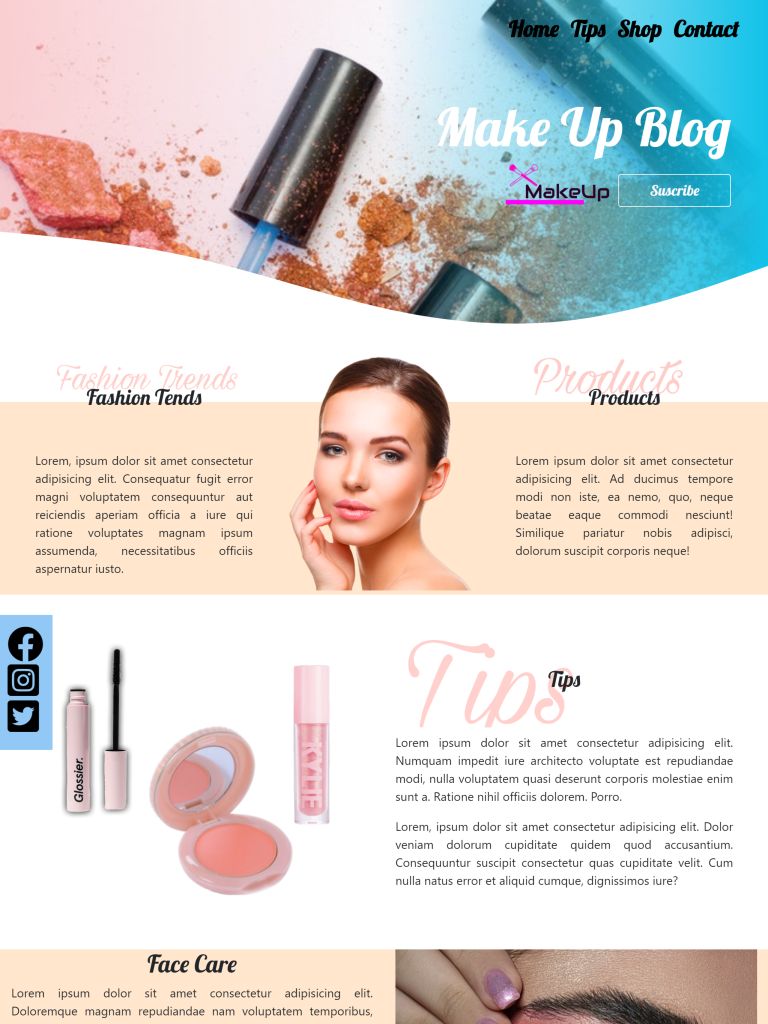 Home Tips Shop Contact
Make Up Blog
MakeUp
Suscribe
Fashion Trends
Fashion Tends
Lorem, ipsum dolor sit amet consectetur
adipisicing elit. Consequatur fugit error
magni voluptatem consequuntur aut
reiciendis aperiam officia a iure qui
ratione voluptates magnam ipsum
assumenda, necessitatibus officiis
aspernatur iusto.
Products
Products
Lorem ipsum dolor sit amet consectetur
adipisicing elit. Ad ducimus tempore
modi non iste, ea nemo, quo, neque
beatae eaque commodi nesciunt!
Similique pariatur nobis adipisci,
dolorum suscipit corporis neque!
Glossier.
KYLIE
Tips
Tips
Lorem ipsum dolor sit amet consectetur adipisicing elit.
Numquam impedit iure architecto voluptate est repudiandae
modi, nulla voluptatem quasi deserunt corporis molestiae enim
sunt a. Ratione nihil officiis dolorem. Porro.
Lorem, ipsum dolor sit amet consectetur adipisicing elit. Dolor
veniam dolorum cupiditate quidem quod accusantium.
Consequuntur suscipit consectetur quas cupiditate velit. Cum
nulla natus error et aliquid cumque, dignissimos iure?
Face Care
Lorem ipsum dolor sit amet consectetur adipisicing elit.
Doloremque magnam repudiandae nam voluptatem temporibus,